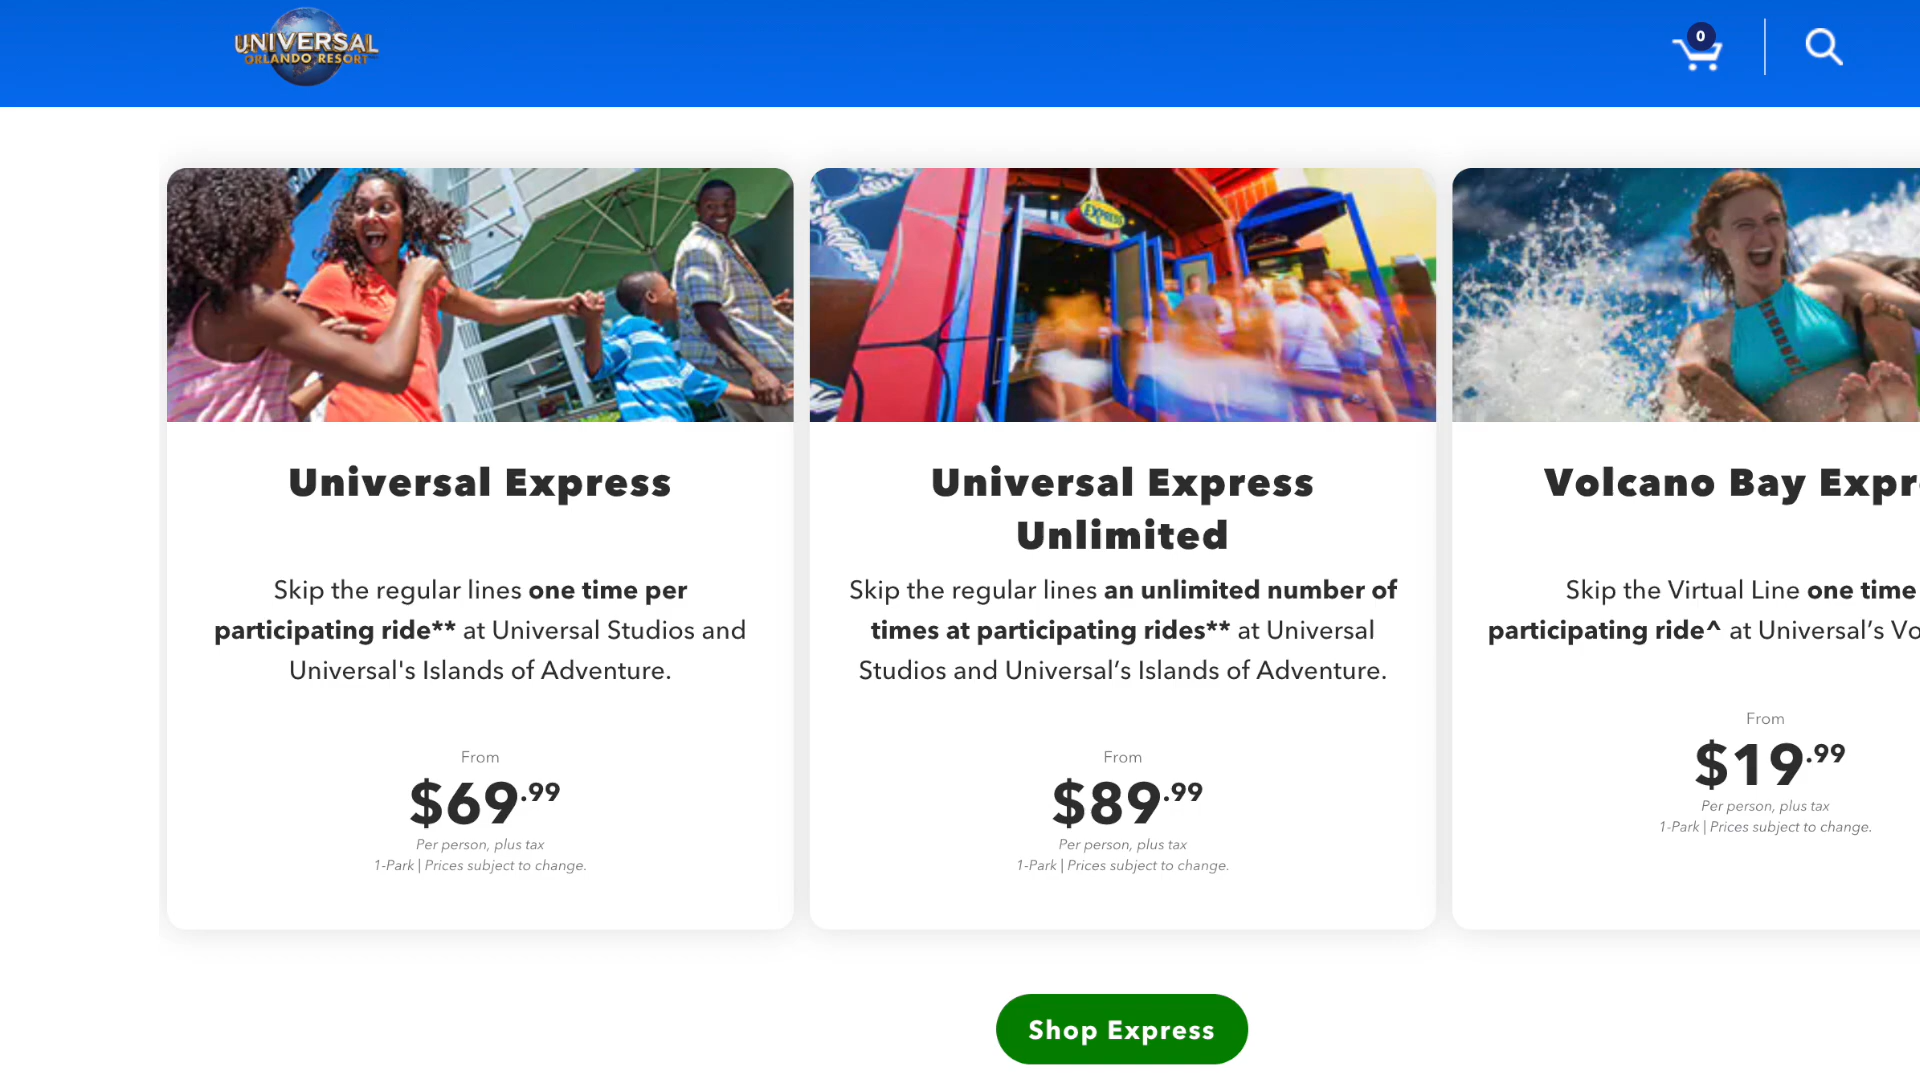 UNIVERSAL
ORLANDO RESORT
0
EXPRESS
Universal Express
Skip the regular lines one time per
participating ride** at Universal Studios and
Universal's Islands of Adventure.
From
$69.99
Per person, plus tax
1-Park | Prices subject to change.
Universal Express
Unlimited
Skip the regular lines an unlimited number of
times at participating rides** at Universal
Studios and Universal’s Islands of Adventure.
From
$89.99
Per person, plus tax
1-Park | Prices subject to change.
Volcano Bay Expr
Skip the Virtual Line one time
participating ride^ at Universal’s Vo
From
$19.99
Per person, plus tax
1-Park | Prices subject to change.
Shop Express